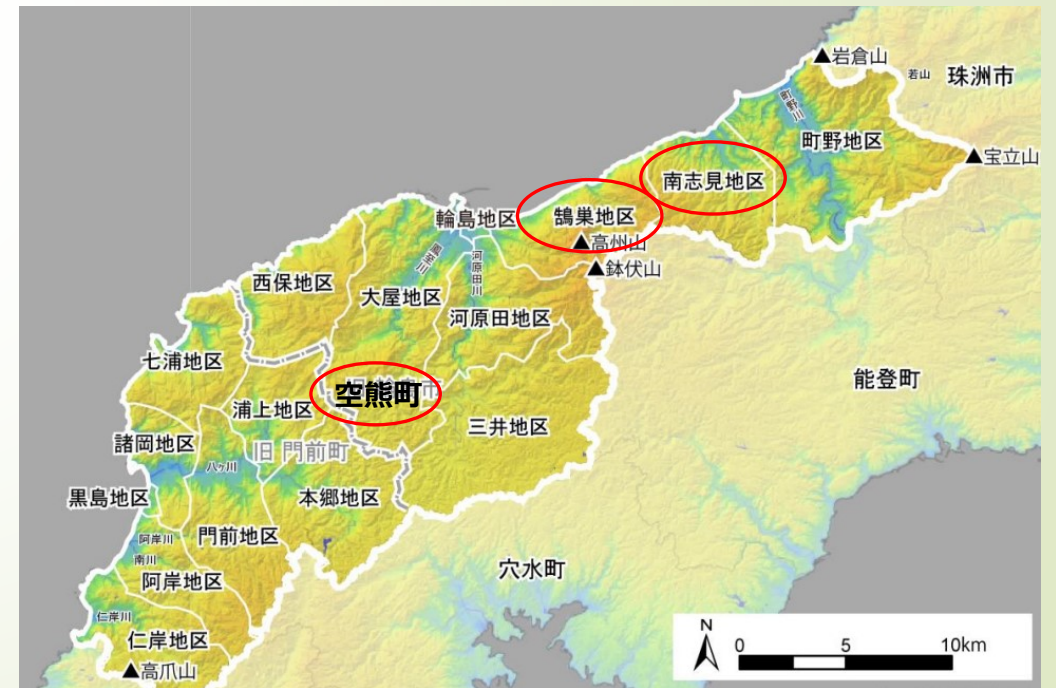 ▲岩倉山
若山
珠洲市
町野川
町野地区
▲宝立山
南志見地区
輪島地区
鵠巣地区
▲高州山
▲鉢伏山
鳳至川
河原田川
西保地区
大屋地区
河原田地区
七浦地区
空熊町
能登町
浦上地区
三井地区
諸岡地区
旧 門前町
八ヶ川
黒島地区
本郷地区
阿岸川
門前地区
南川
穴水町
阿岸地区
仁岸川
仁岸地区
▲高爪山
N
0 5 10km